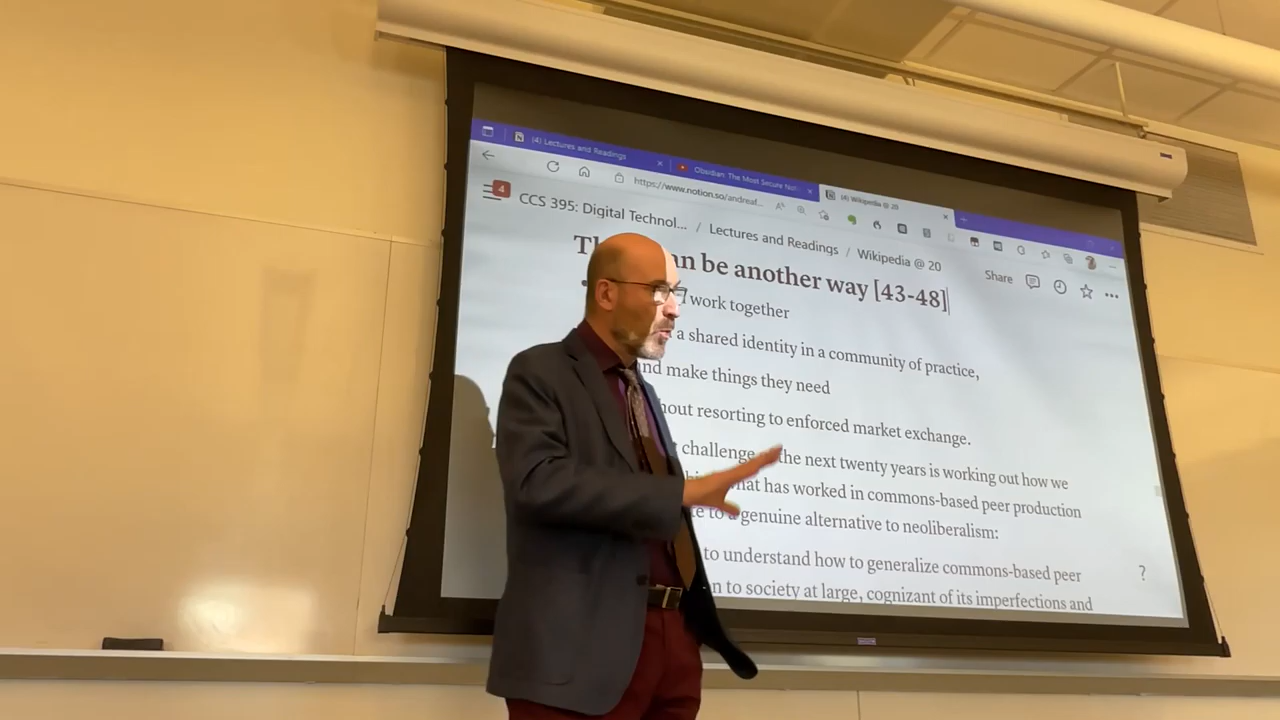 (4) Lectures and Readings
Obsidian: The Most Secure Not
(4) Wikipedia @ 20
https://www.notion.so/andreaf...
4
CCS 395: Digital Technol... / Lectures and Readings / Wikipedia @ 20
Share
an be another way [43-48]
work together
a shared identity in a community of practice,
nd make things they need
hout resorting to enforced market exchange.
challenge the next twenty years is working out how we
hat has worked in commons-based peer production
to a genuine alternative to neoliberalism:
to understand how to generalize commons-based peer
n to society at large, cognizant of its imperfections and
?